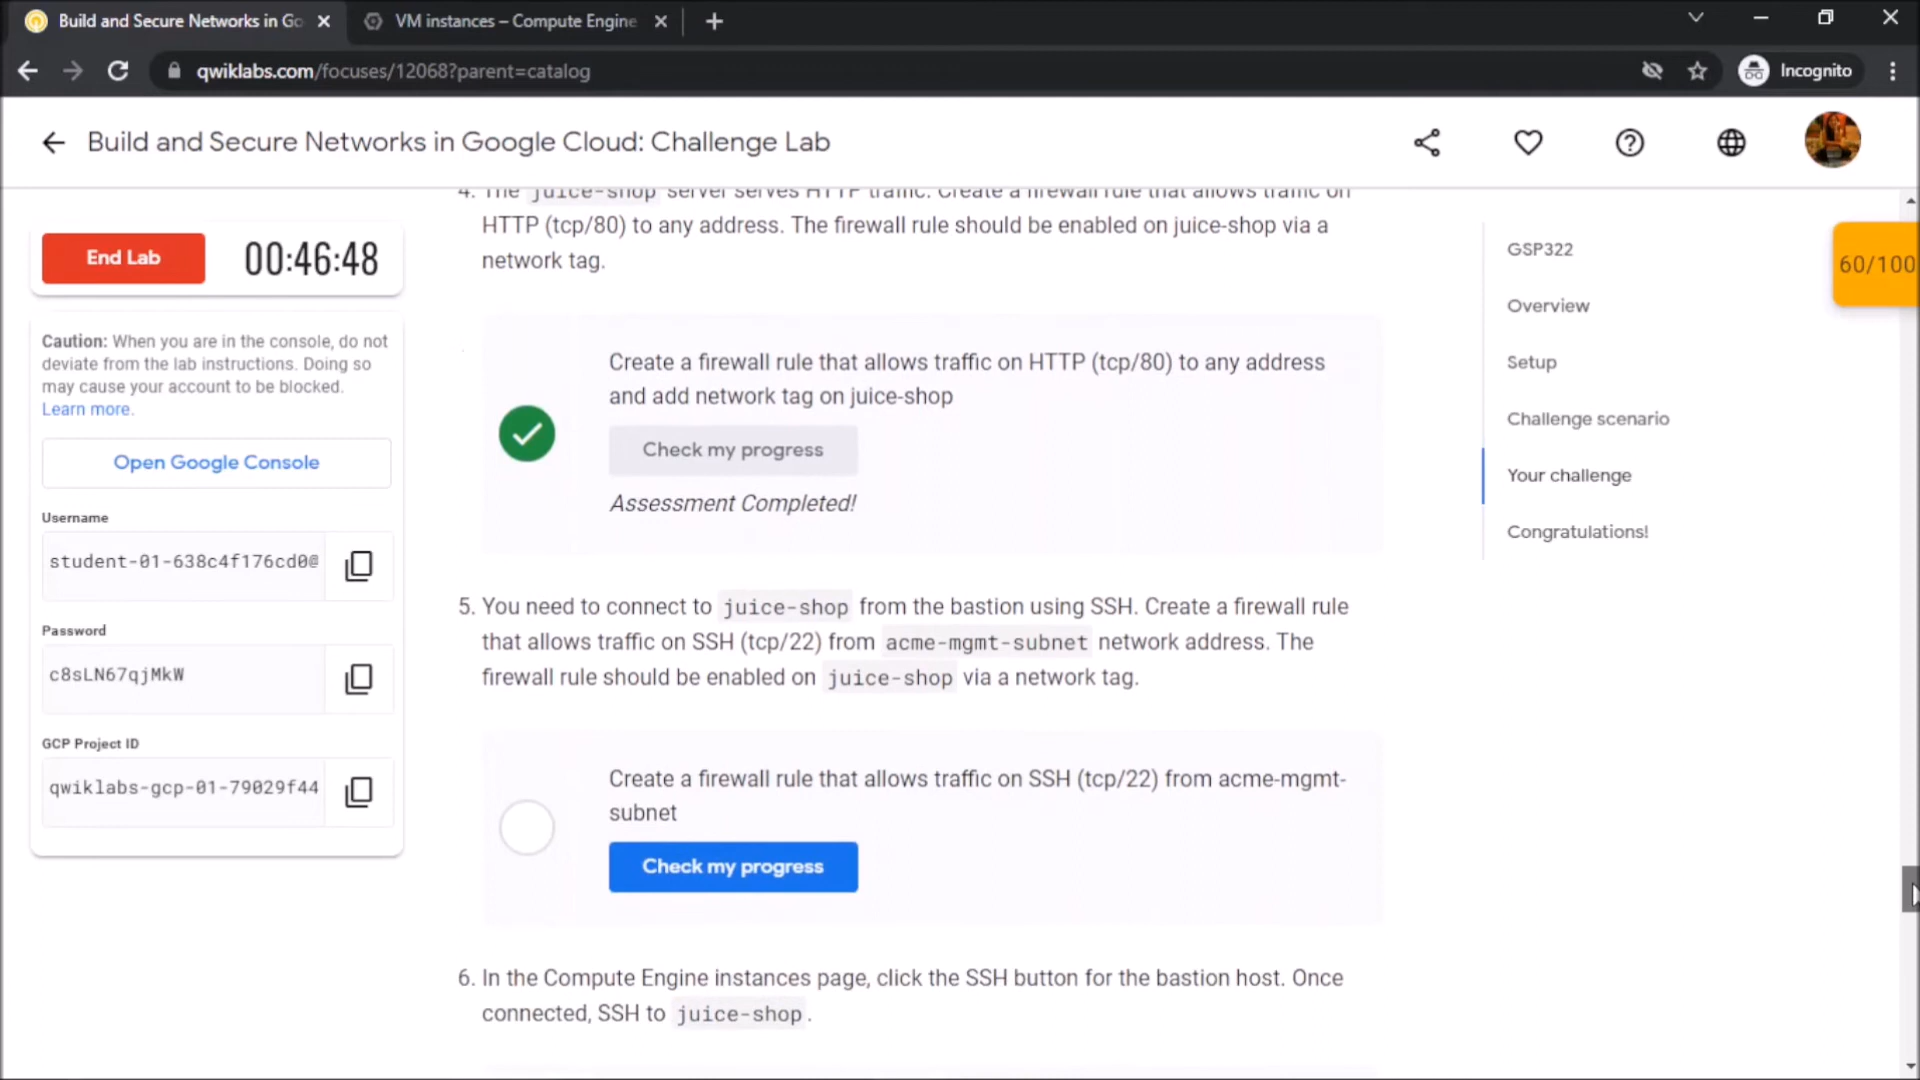 Build and Secure Networks in Go
VM instances – Compute Engine
qwiklabs.com/focuses/12068?parent=catalog
Incognito
Build and Secure Networks in Google Cloud: Challenge Lab
4. The juice-shop server serves HTTP traffic. Create a firewall rule that allows traffic on
HTTP (tcp/80) to any address. The firewall rule should be enabled on juice-shop via a
network tag.
End Lab
00:46:48
Caution: When you are in the console, do not
deviate from the lab instructions. Doing so
may cause your account to be blocked.
Learn more.
Open Google Console
Username
student-01-638c4f176cd0@
Password
c8sLN67qjMkW
GCP Project ID
qwiklabs-gcp-01-79029f44
Create a firewall rule that allows traffic on HTTP (tcp/80) to any address
and add network tag on juice-shop
Check my progress
Assessment Completed!
5. You need to connect to juice-shop from the bastion using SSH. Create a firewall rule
that allows traffic on SSH (tcp/22) from acme-mgmt-subnet network address. The
firewall rule should be enabled on juice-shop via a network tag.
Create a firewall rule that allows traffic on SSH (tcp/22) from acme-mgmt-
subnet
Check my progress
6. In the Compute Engine instances page, click the SSH button for the bastion host. Once
connected, SSH to juice-shop.
GSP322
Overview
Setup
Challenge scenario
Your challenge
Congratulations!
60/100